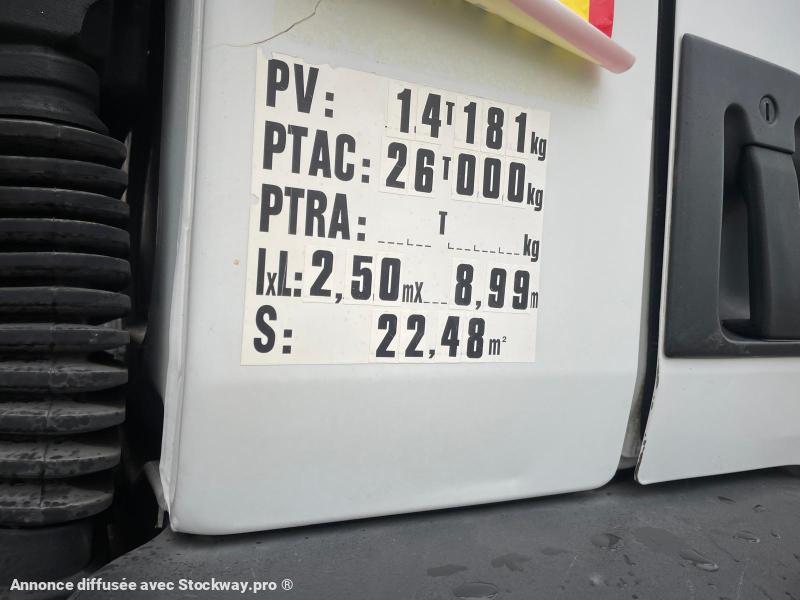 PV: 14T181kg
PTAC: 26T000kg
PTRA: T kg
lxL: 2,50mX 8,99m
S: 22,48m²
Annonce diffusée avec Stockway.pro ®